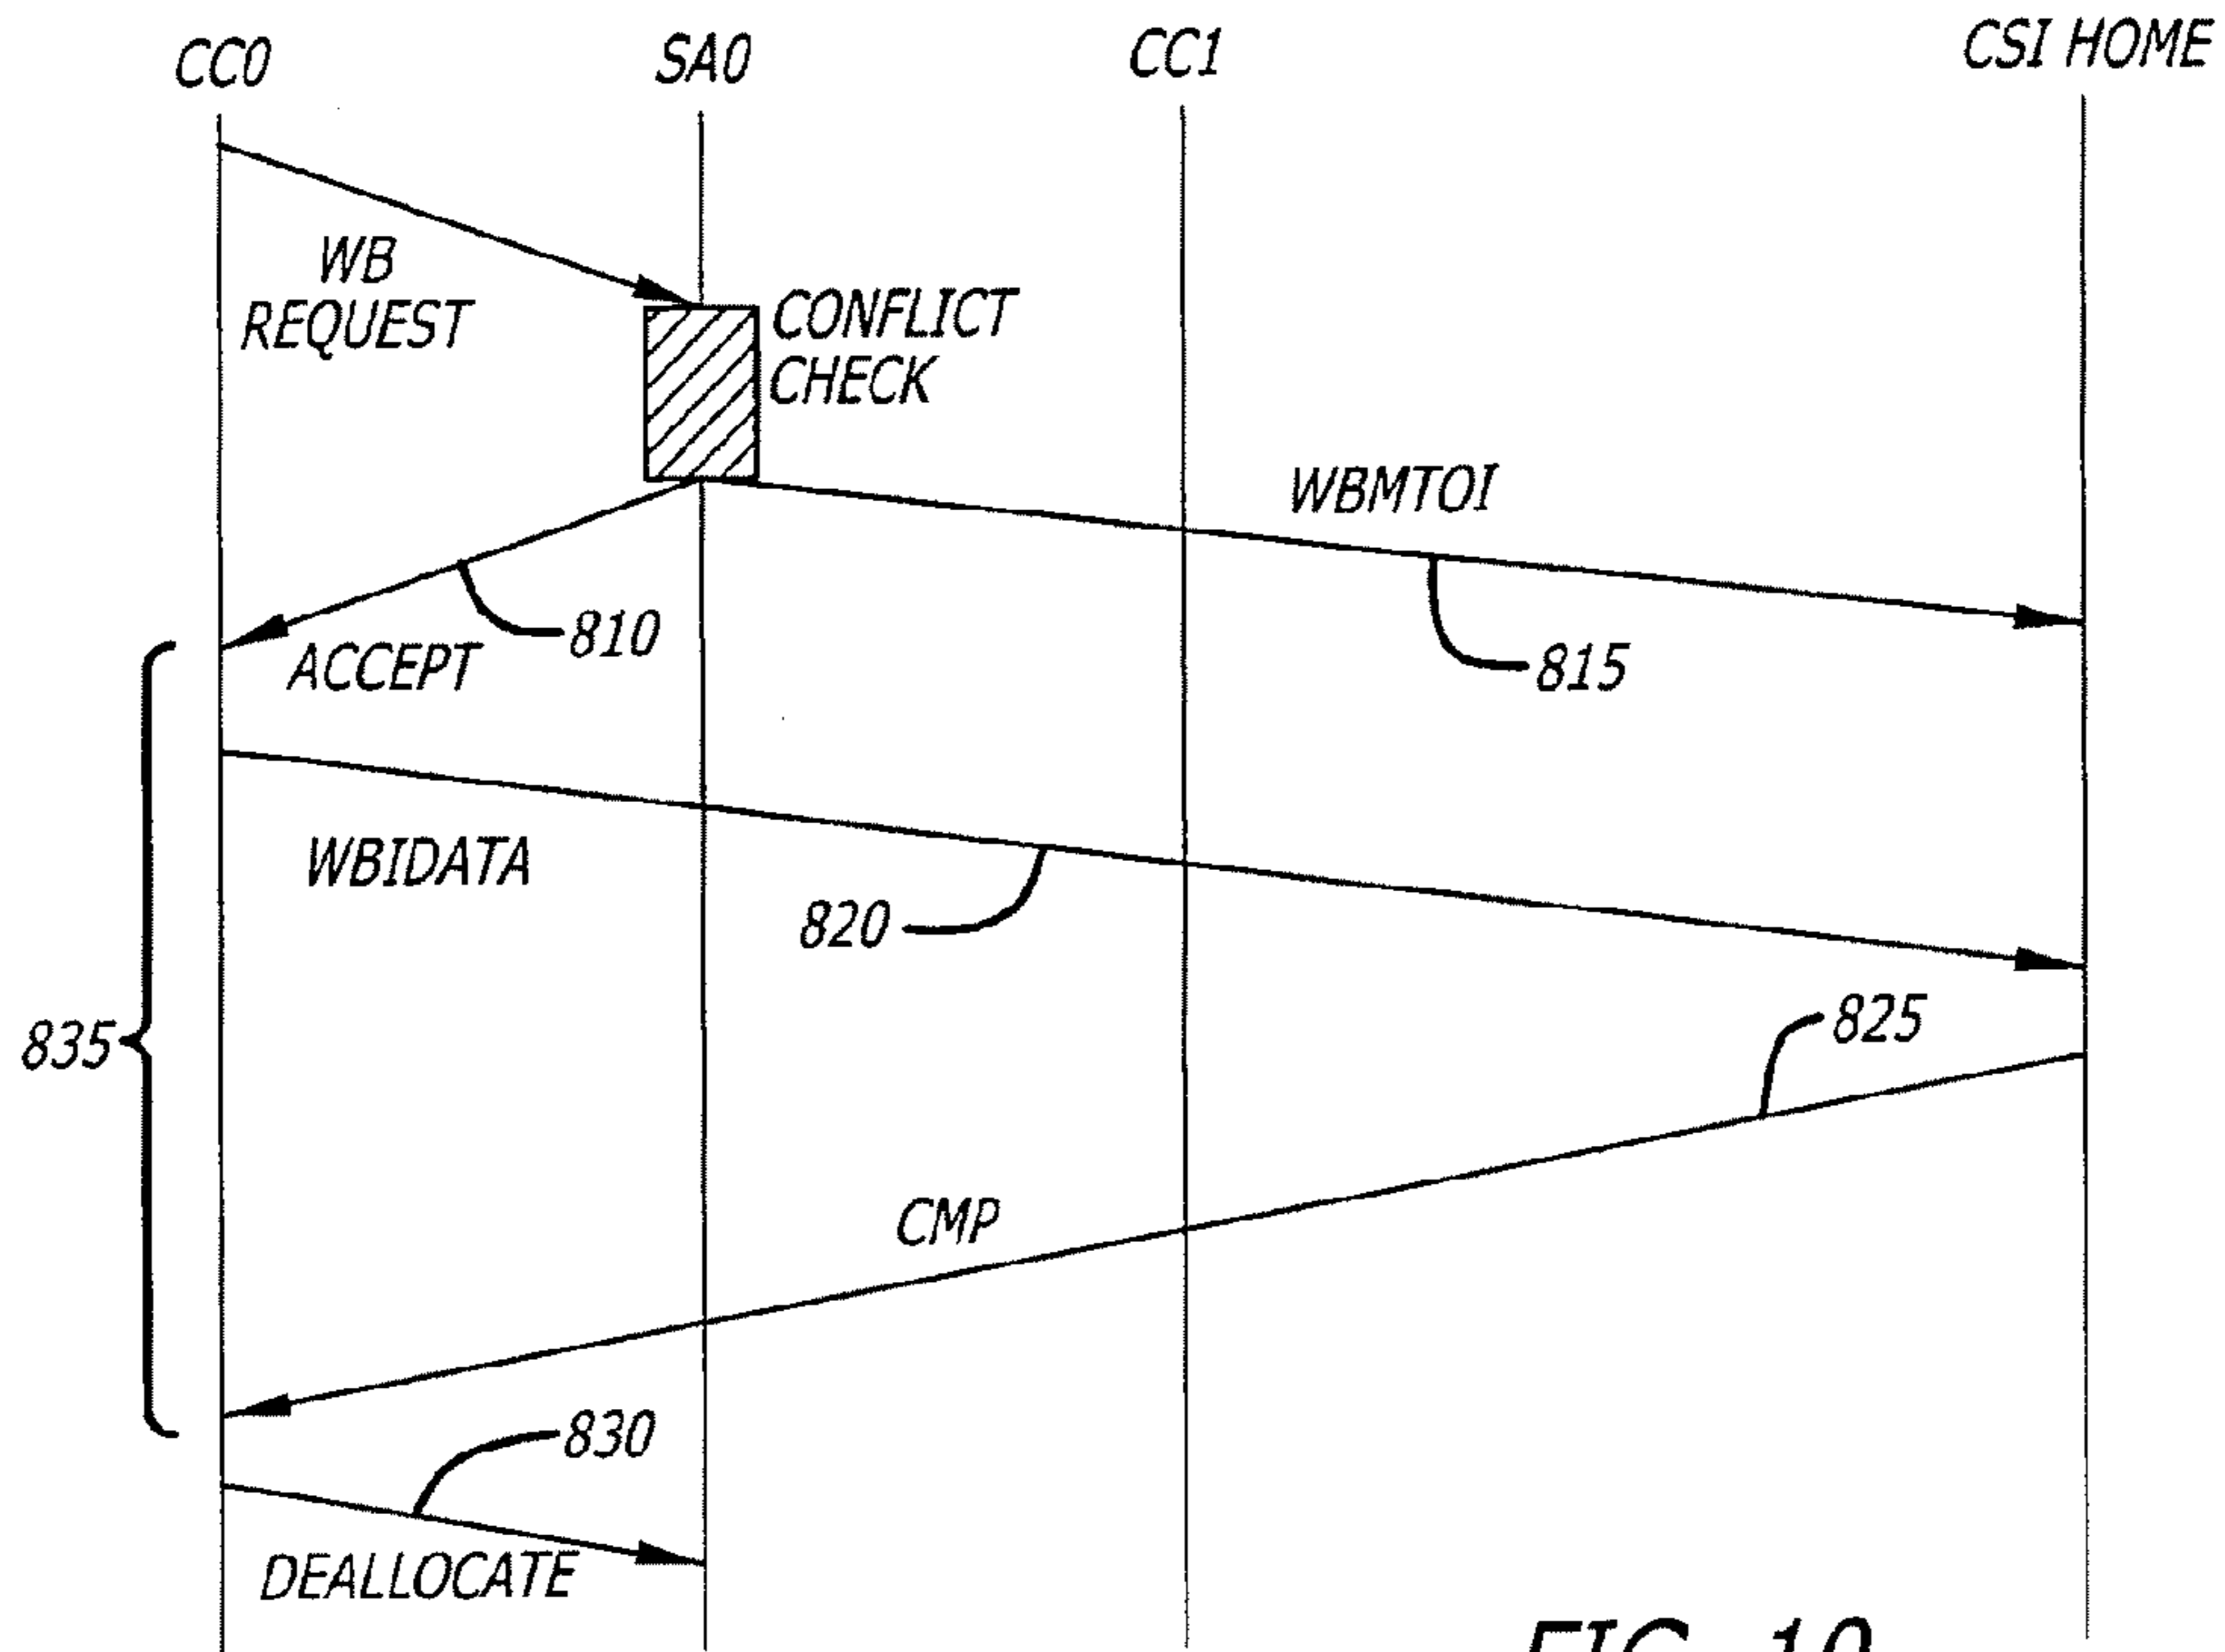 CC0
SA0
CC1
CSI HOME
WB
REQUEST
CONFLICT
CHECK
WBMTOI
810
ACCEPT
815
WBIDATA
820
835
825
CMP
830
DEALLOCATE